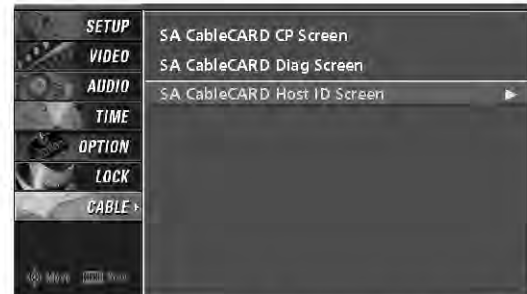 SETUP
VIDEO
AUDIO
TIME
OPTION
LOCK
CABLE
SA CableCARD CP Screen
SA CableCARD Diag Screen
SA CableCARD Host ID Screen
Move